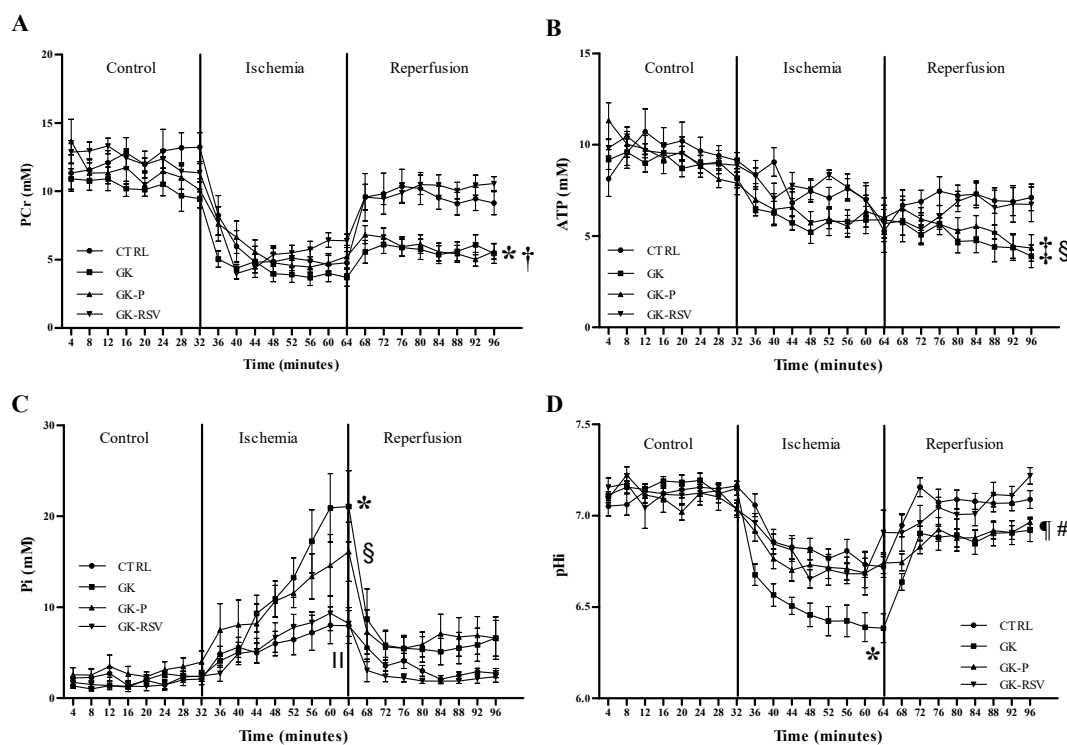 A
20
15
10
5
0
PCr (mM)
Control
Ischemia
Reperfusion
CTRL
GK
GK-P
GK-RSV
* †
4 8 12 16 20 24 28 32 36 40 44 48 52 56 60 64 68 72 76 80 84 88 92 96
Time (minutes)
B
15
10
5
0
ATP (mM)
Control
Ischemia
Reperfusion
CTRL
GK
GK-P
GK-RSV
‡ §
‡
4 8 12 16 20 24 28 32 36 40 44 48 52 56 60 64 68 72 76 80 84 88 92 96
Time (minutes)
C
30
20
10
0
Pi (mM)
Control
Ischemia
Reperfusion
CTRL
GK
GK-P
GK-RSV
*
§
||
4 8 12 16 20 24 28 32 36 40 44 48 52 56 60 64 68 72 76 80 84 88 92 96
Time (minutes)
D
7.5
7.0
6.5
6.0
pHi
Control
Ischemia
Reperfusion
¶ #
*
CTRL
GK
GK-P
GK-RSV
4 8 12 16 20 24 28 32 36 40 44 48 52 56 60 64 68 72 76 80 84 88 92 96
Time (minutes)